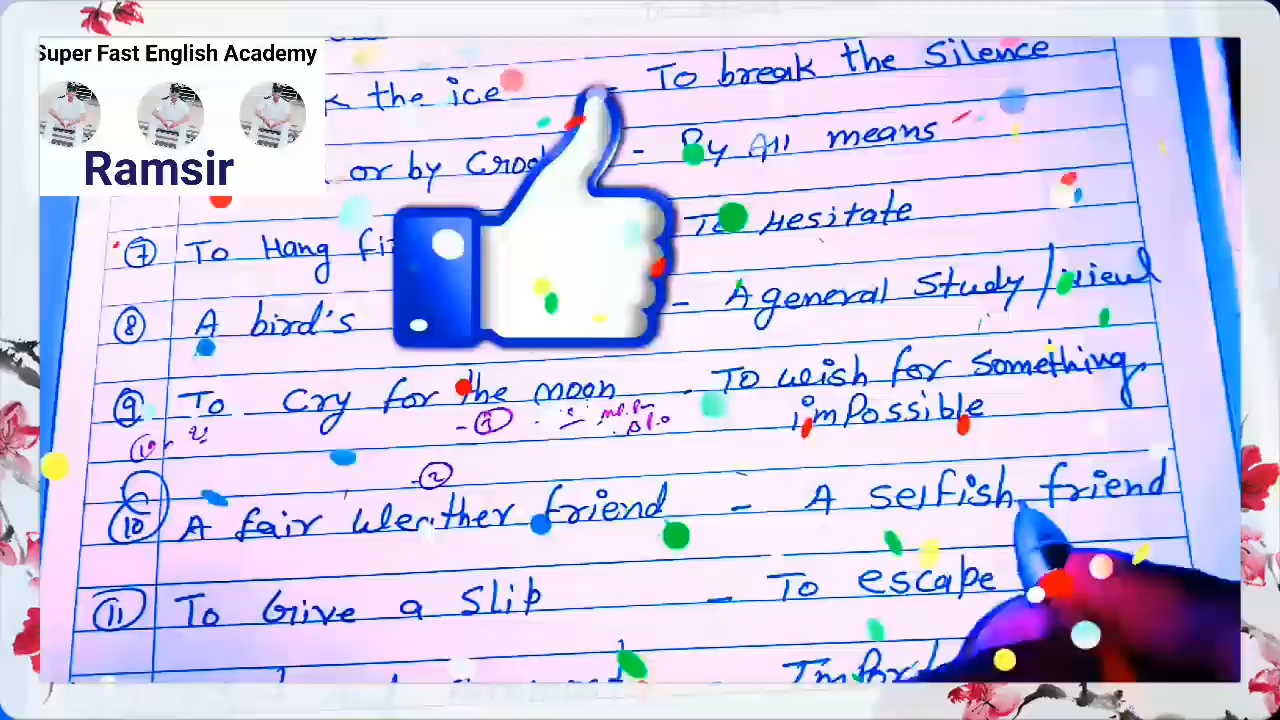 Super Fast English Academy
Ramsir
the ice - To break the Silence
or by Crook - By All means
7 To Hang fi To Hesitate
8 A bird's - A general Study / view
9 To Cry for the moon - To wish for Something,
impossible
10 A fair Weather friend - A Selfish friend
11 To Give a Slip - To escape